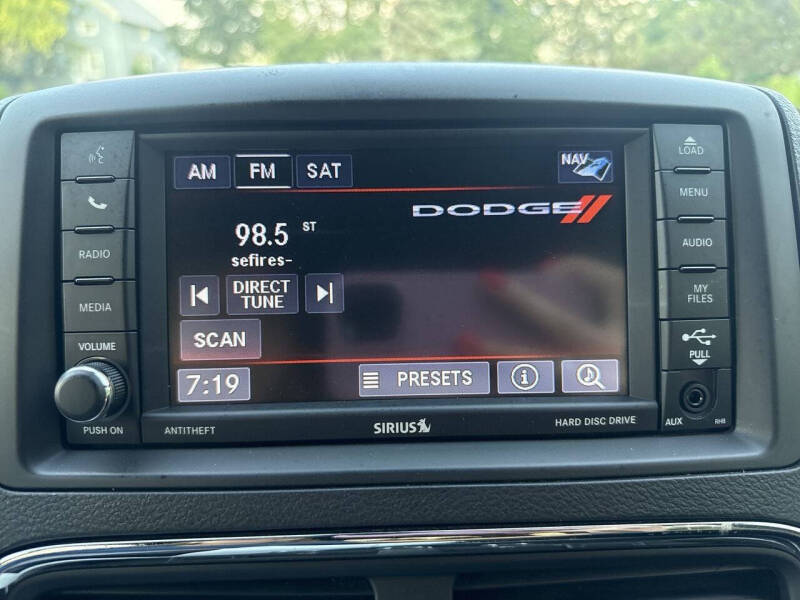 AM FM SAT NAV
DODGE
98.5 ST
sefires-
DIRECT
TUNE
SCAN
7:19
PRESETS
i
PUSH ON
ANTITHEFT
SIRIUS
HARD DISC DRIVE
RADIO
MEDIA
VOLUME
LOAD
MENU
AUDIO
MY
FILES
PULL
AUX
RHB